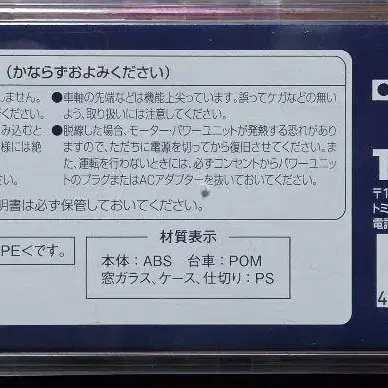 (かならずおよみください)
しません。
ください。
み込むと
様には絶
●車軸の先端などは機能上尖っています。誤ってケガなどの無い
よう、取り扱いには注意してください。
●脱線した場合、モーター・パワーユニットが発熱する恐れがあり
ますので、ただちに電源を切ってから復旧させてください。ま
た、運転を行わないときには、必ずコンセントからパワーユニッ
トのプラグまたはACアダプターを抜いておいてください。
明書は必ず保管しておいてください。
PEくです。
材質表示
本体:ABS 台車:POM
窓ガラス、ケース、仕切り:PS
〒1
トミ
電話
4